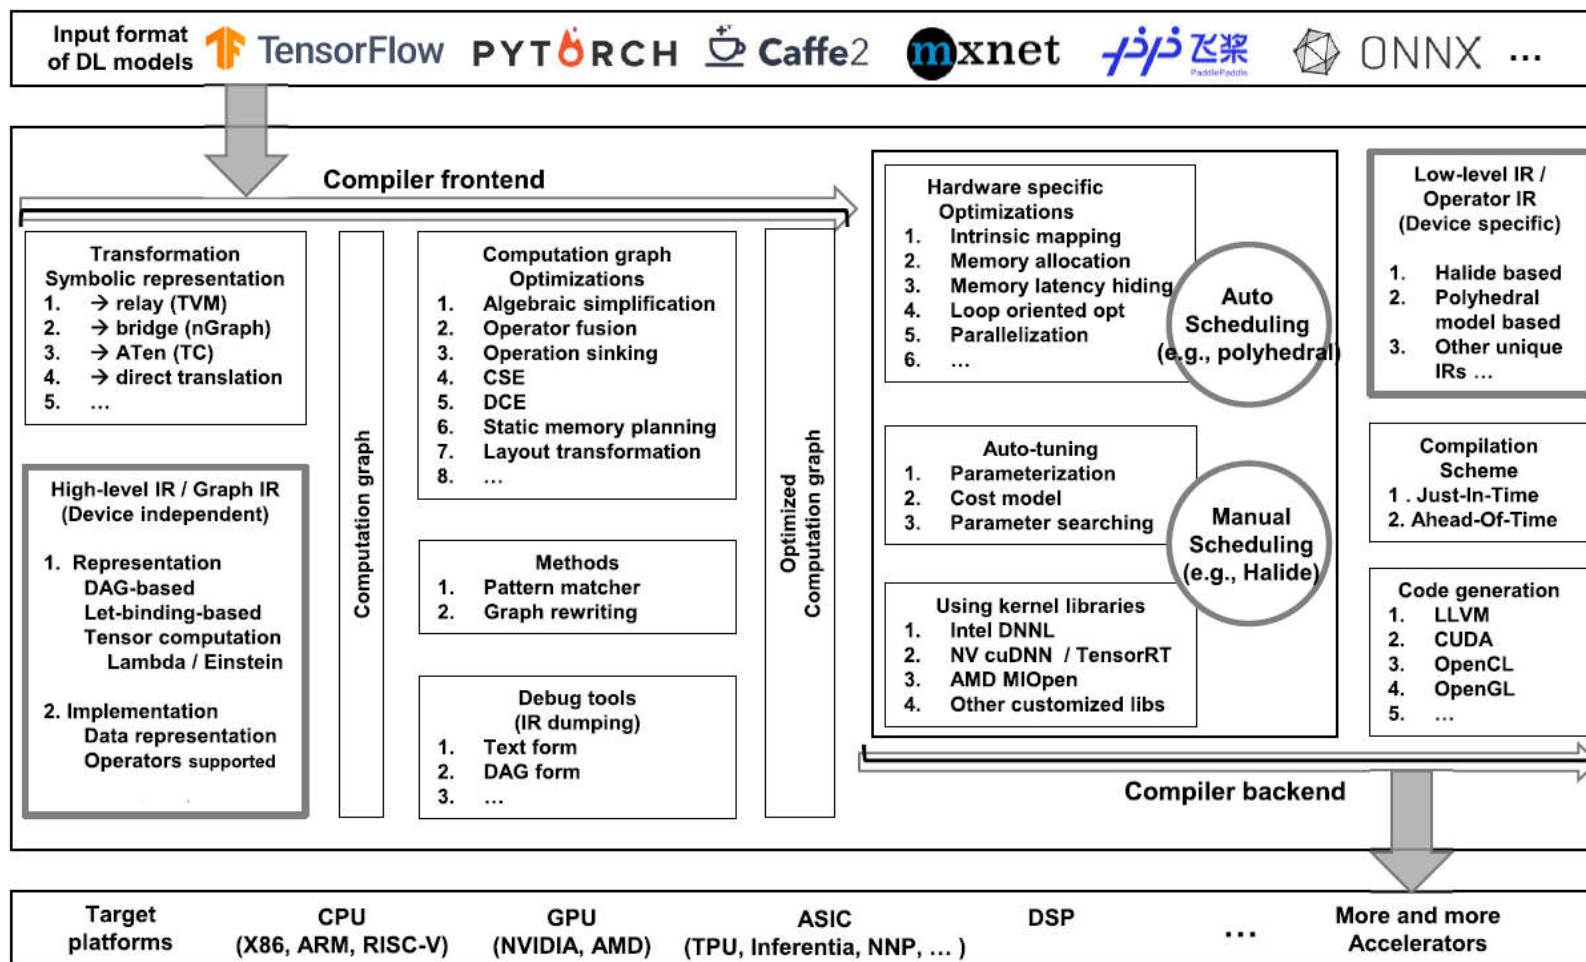 Input format
of DL models
TensorFlow
PYTORCH
Caffe2
mxnet
飞桨
PaddlePaddle
ONNX
...
Compiler frontend
Transformation
Symbolic representation
1. → relay (TVM)
2. → bridge (nGraph)
3. → ATen (TC)
4. → direct translation
5. ...
High-level IR / Graph IR
(Device independent)
1. Representation
DAG-based
Let-binding-based
Tensor computation
Lambda / Einstein
2. Implementation
Data representation
Operators supported
Computation graph
Computation graph
Optimizations
1. Algebraic simplification
2. Operator fusion
3. Operation sinking
4. CSE
5. DCE
6. Static memory planning
7. Layout transformation
8. ...
Methods
1. Pattern matcher
2. Graph rewriting
Debug tools
(IR dumping)
1. Text form
2. DAG form
3. ...
Optimized
Computation graph
Hardware specific
Optimizations
1. Intrinsic mapping
2. Memory allocation
3. Memory latency hiding
4. Loop oriented opt
5. Parallelization
6. ...
Auto
Scheduling
(e.g., polyhedral)
Auto-tuning
1. Parameterization
2. Cost model
3. Parameter searching
Manual
Scheduling
(e.g., Halide)
Using kernel libraries
1. Intel DNNL
2. NV cuDNN / TensorRT
3. AMD MIOpen
4. Other customized libs
Low-level IR /
Operator IR
(Device specific)
1. Halide based
2. Polyhedral
model based
3. Other unique
IRs ...
Compilation
Scheme
1 . Just-In-Time
2. Ahead-Of-Time
Code generation
1. LLVM
2. CUDA
3. OpenCL
4. OpenGL
5. ...
Compiler backend
Target
platforms
CPU
(X86, ARM, RISC-V)
GPU
(NVIDIA, AMD)
ASIC
(TPU, Inferentia, NNP, ... )
DSP
...
More and more
Accelerators